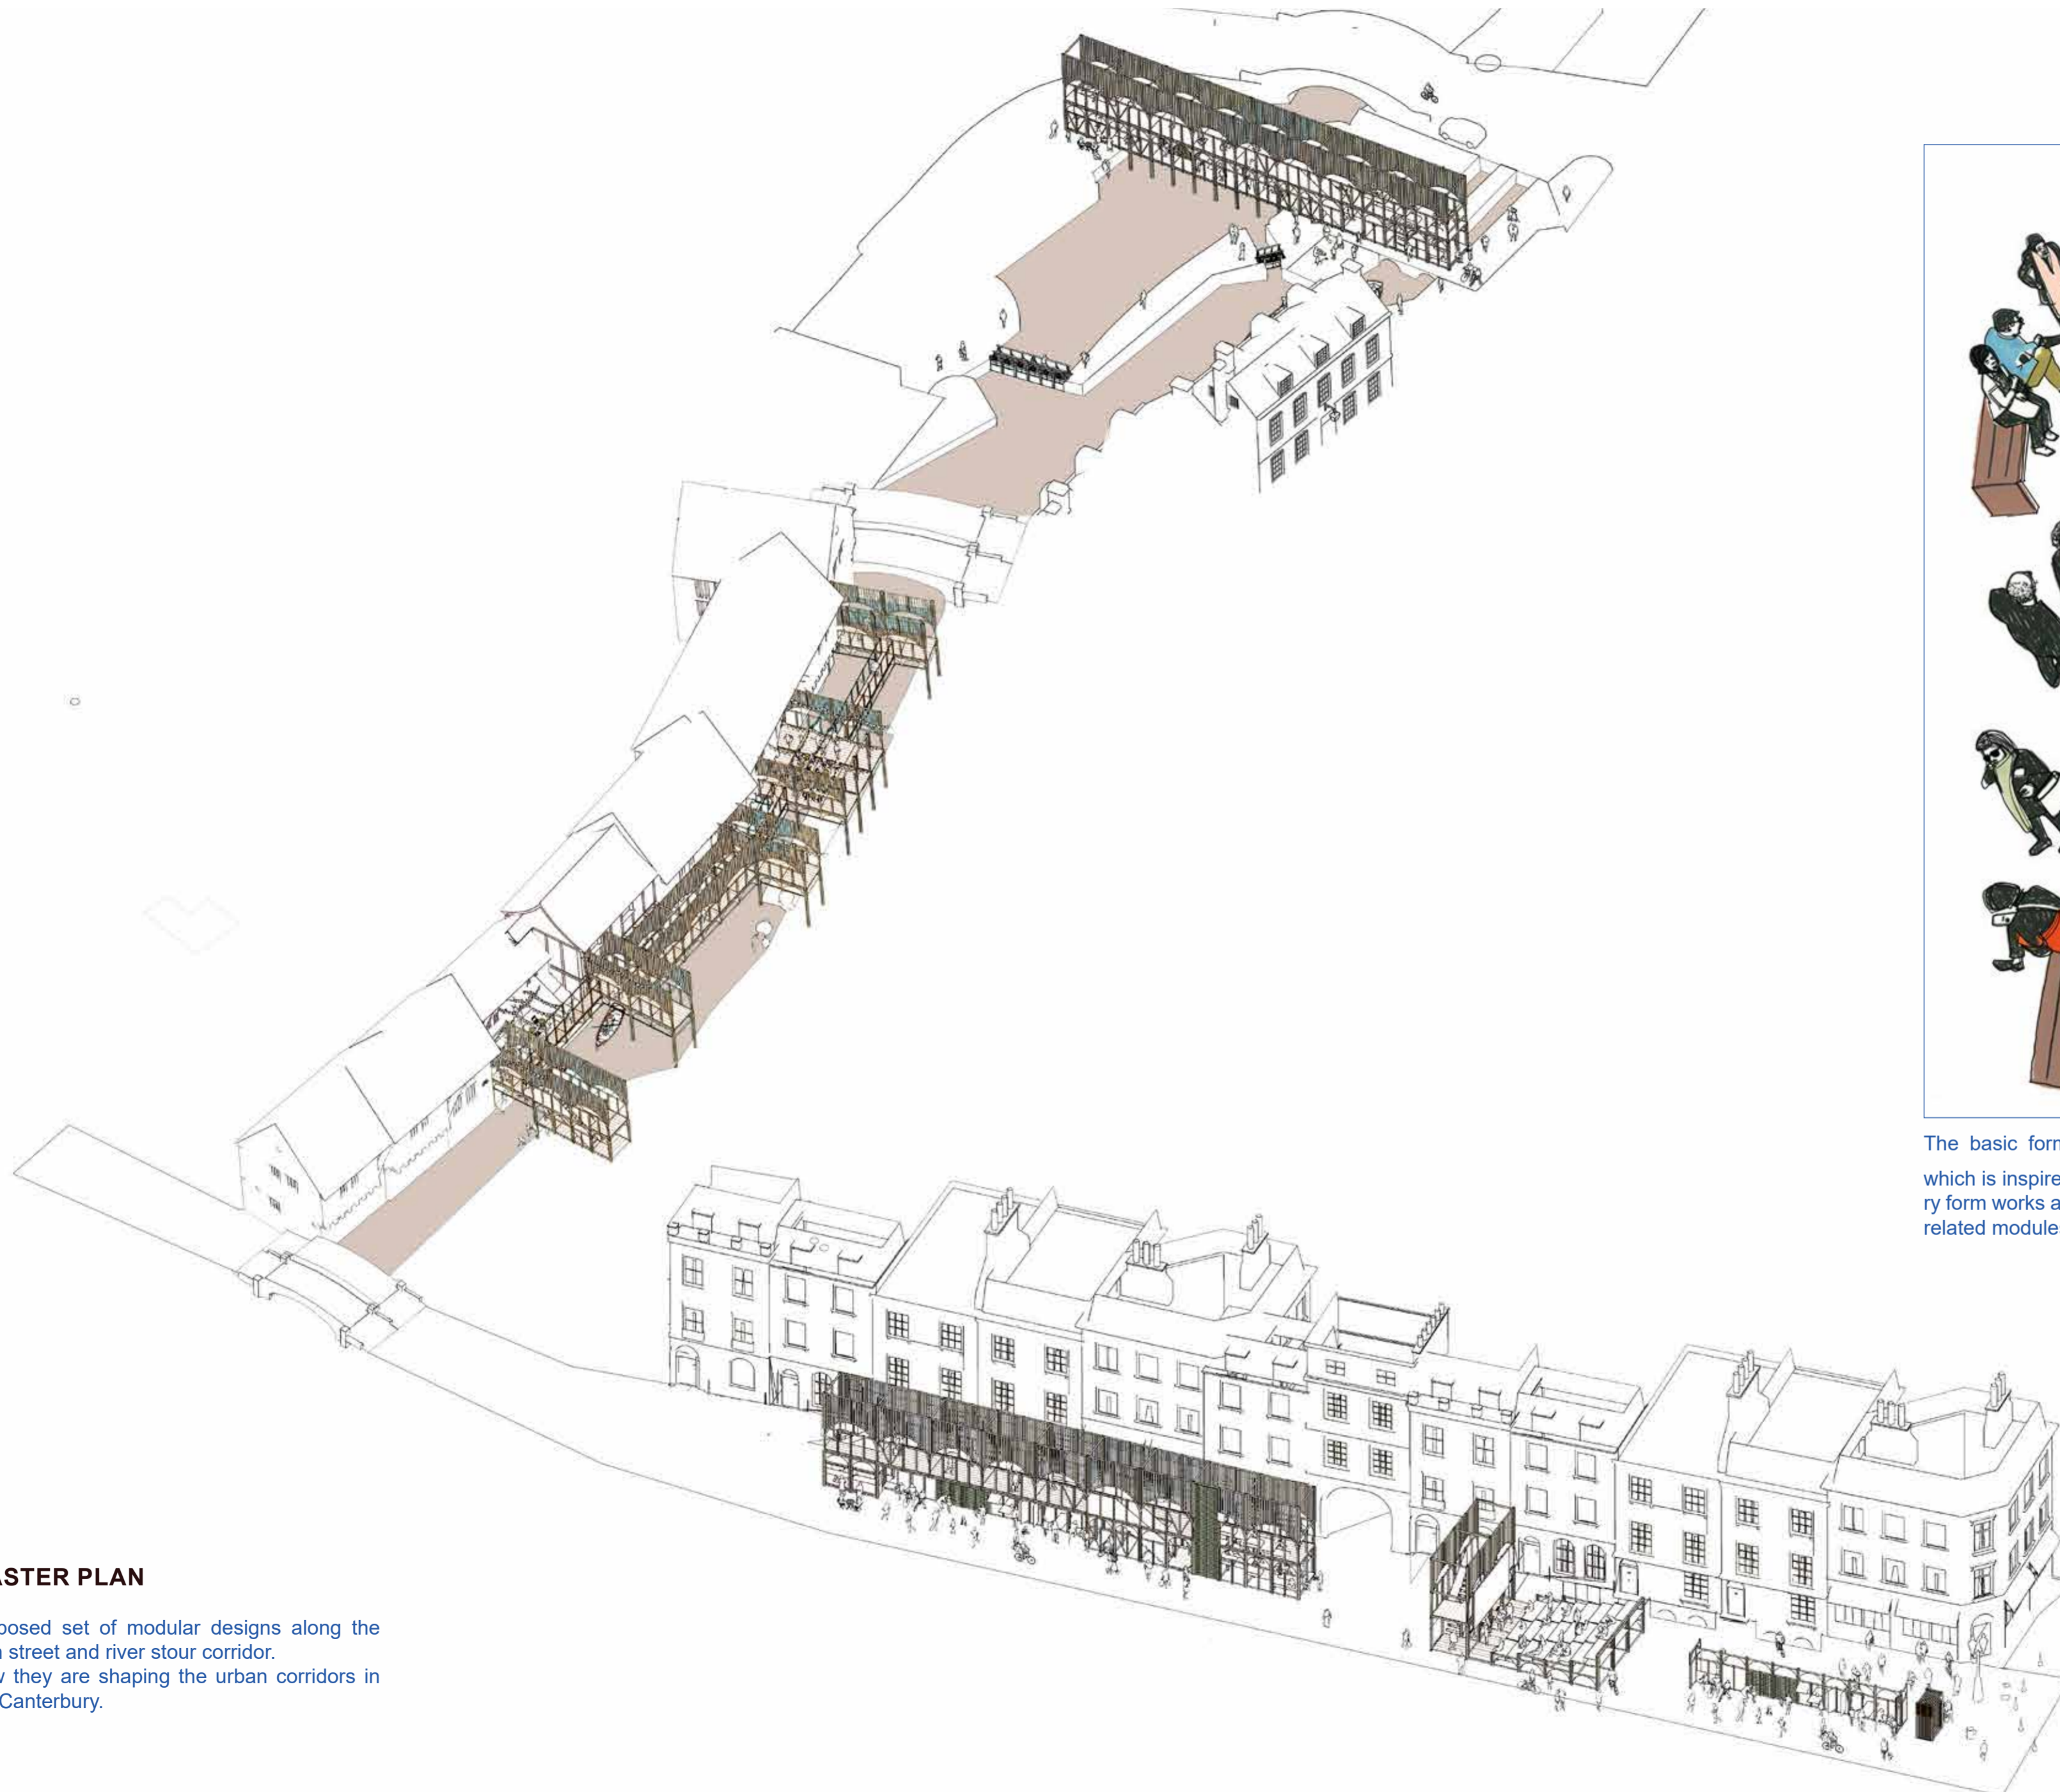 ASTER PLAN
posed set of modular designs along the
street and river stour corridor.
w they are shaping the urban corridors in
Canterbury.
The basic form
which is inspire
ry form works a
related module